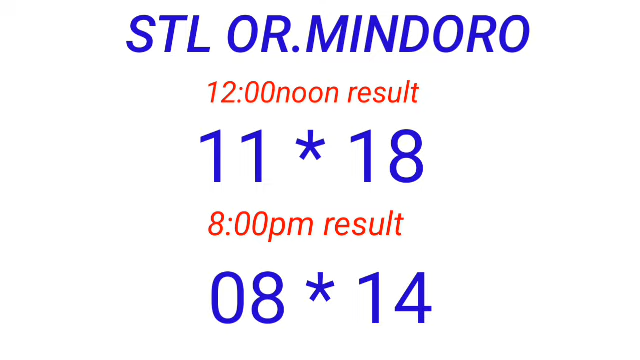 STL OR.MINDORO
12:00noon result
11 * 18
8:00pm result
08 * 14